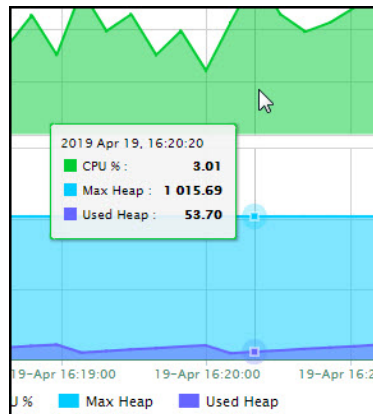 2019 Apr 19, 16:20:20
CPU % : 3.01
Max Heap : 1 015.69
Used Heap : 53.70
19-Apr 16:19:00 19-Apr 16:20:00 19-Apr 16:2
U % Max Heap Used Heap